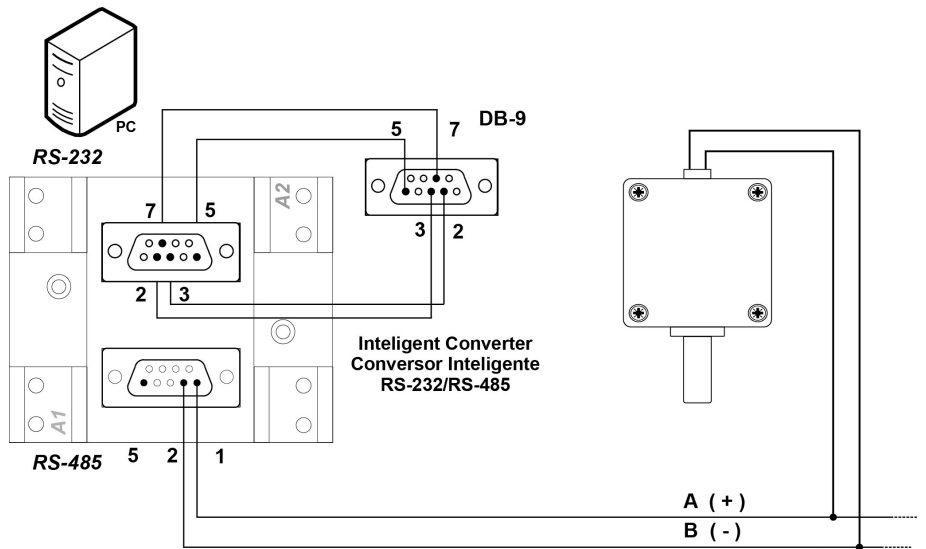 PC
RS-232
5 7 DB-9
A2
7 5
3 2
2 3
Inteligent Converter
Conversor Inteligente
RS-232/RS-485
A1
RS-485 5 2 1
A (+)
B (-)